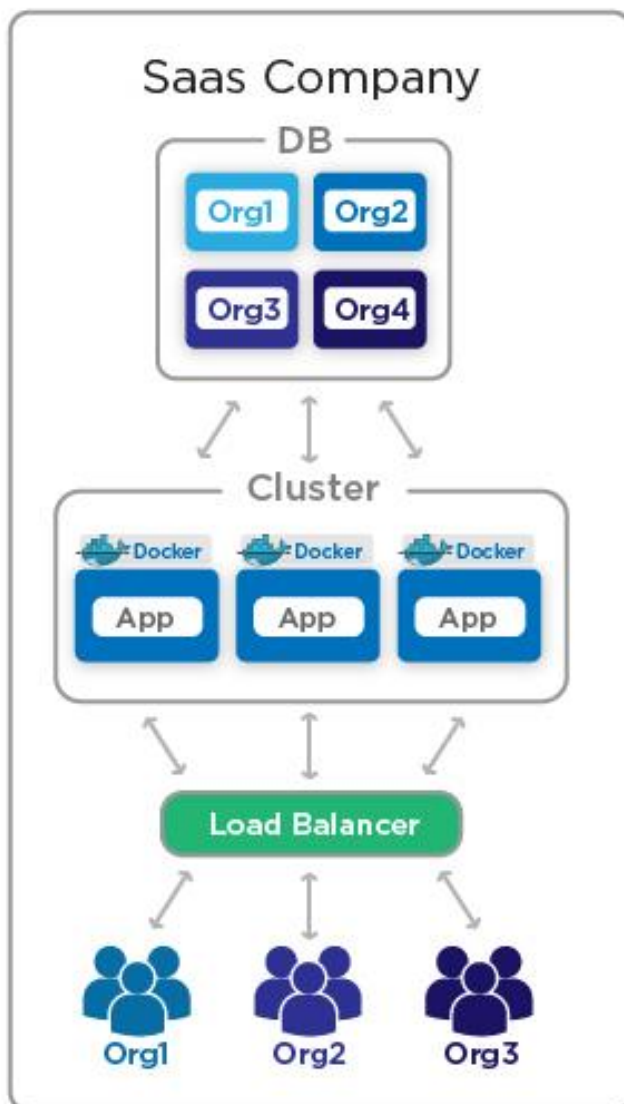 Saas Company
DB
Org1 Org2
Org3 Org4
Cluster
Docker Docker Docker
App App App
Load Balancer
Org1 Org2 Org3